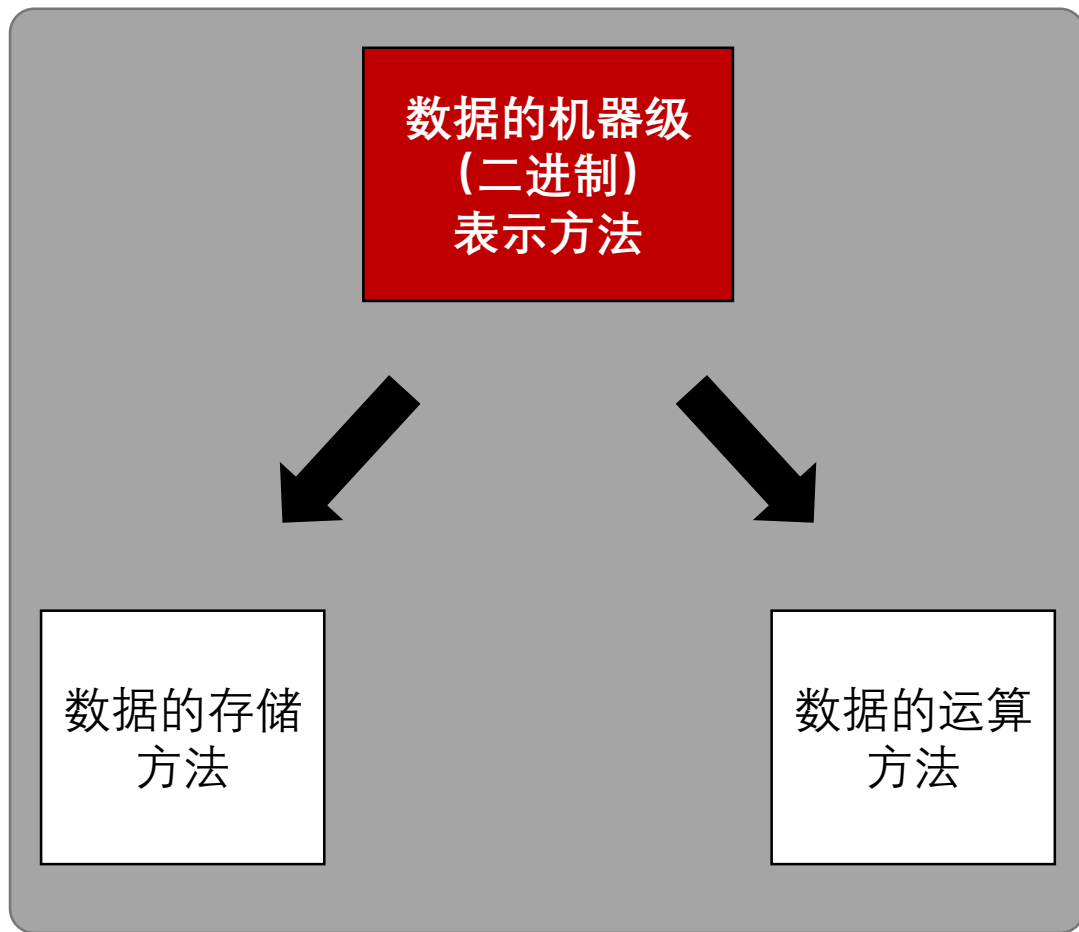 数据的机器级
(二进制)
表示方法
数据的存储
方法
数据的运算
方法